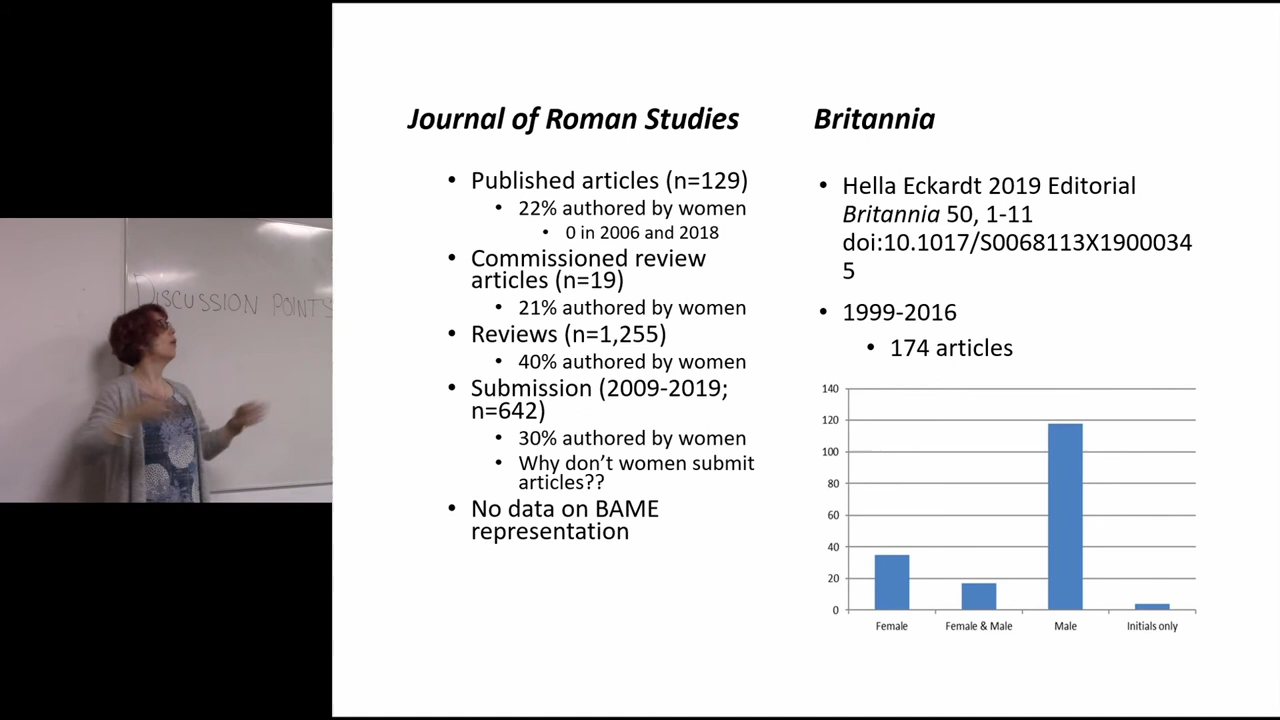 DISCUSSION POINTS
Journal of Roman Studies
• Published articles (n=129)
• 22% authored by women
• 0 in 2006 and 2018
• Commissioned review
articles (n=19)
• 21% authored by women
• Reviews (n=1,255)
• 40% authored by women
• Submission (2009-2019;
n=642)
• 30% authored by women
• Why don’t women submit
articles??
• No data on BAME
representation
Britannia
• Hella Eckardt 2019 Editorial
Britannia 50, 1-11
doi:10.1017/S0068113X1900034
5
• 1999-2016
• 174 articles
140
120
100
80
60
40
20
0
Female Female & Male Male Initials only